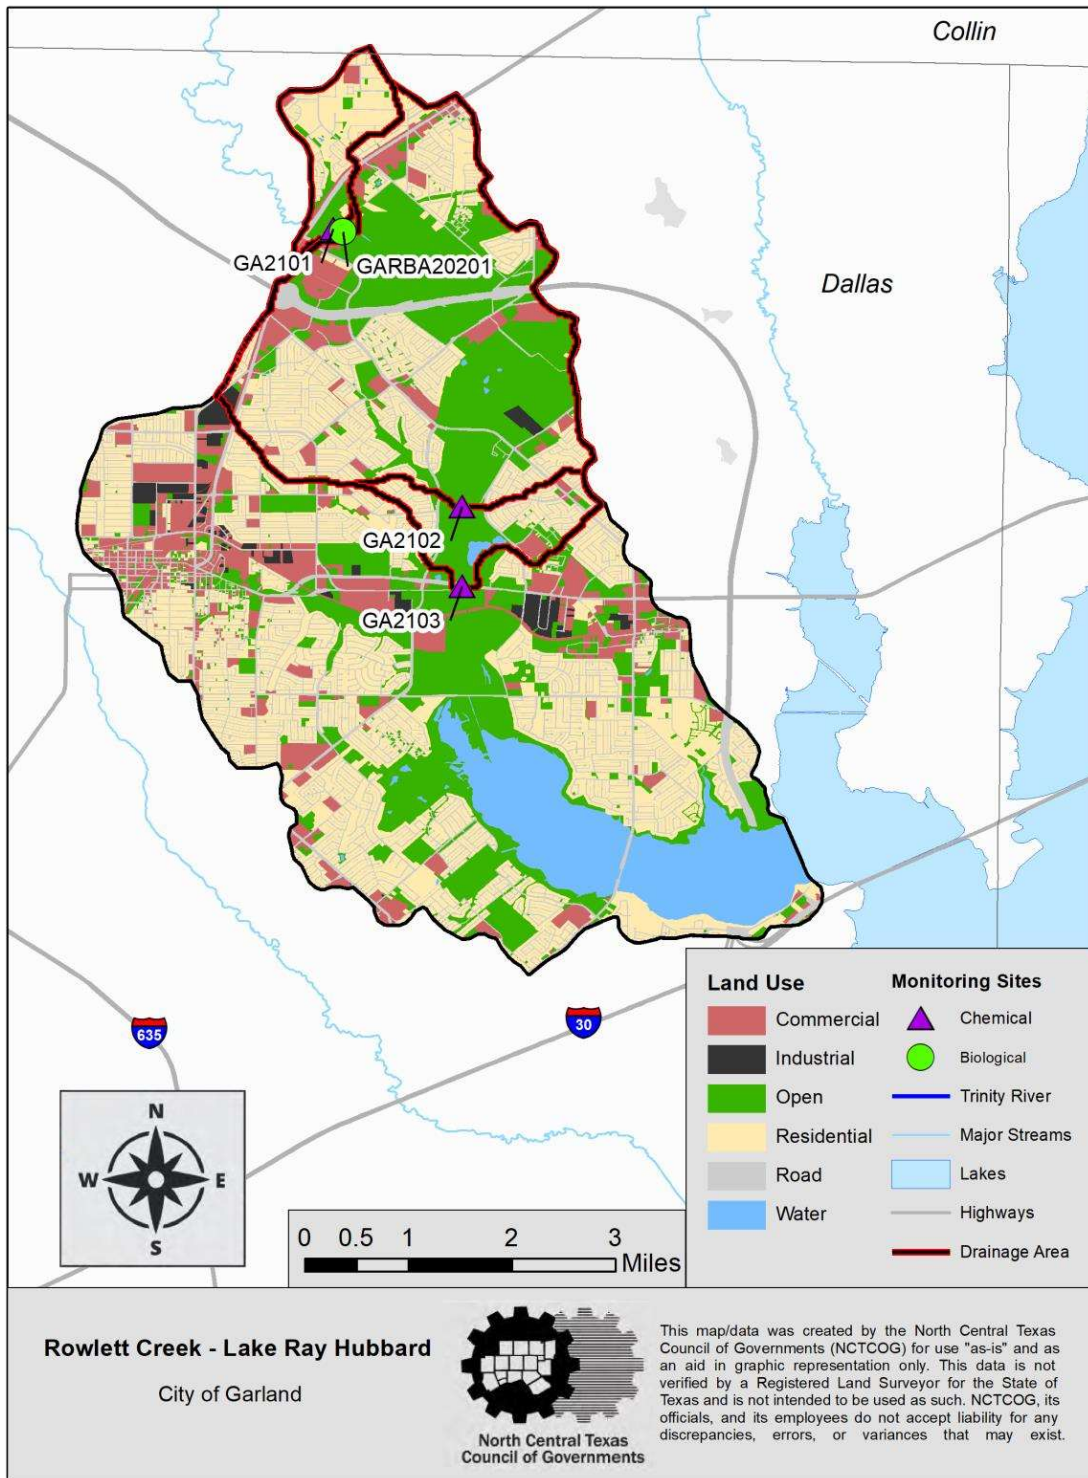 Collin
Dallas
GA2101
GARBA20201
GA2102
GA2103
635
30
N
W E
S
0 0.5 1 2 3
Miles
Land Use
Commercial
Industrial
Open
Residential
Road
Water
Monitoring Sites
Chemical
Biological
Trinity River
Major Streams
Lakes
Highways
Drainage Area
Rowlett Creek - Lake Ray Hubbard
City of Garland
North Central Texas
Council of Governments
This map/data was created by the North Central Texas
Council of Governments (NCTCOG) for use "as-is" and as
an aid in graphic representation only. This data is not
verified by a Registered Land Surveyor for the State of
Texas and is not intended to be used as such. NCTCOG, its
officials, and its employees do not accept liability for any
discrepancies, errors, or variances that may exist.